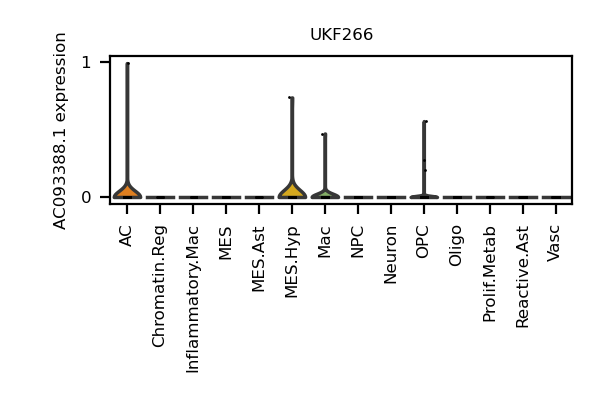 UKF266
AC093388.1 expression
1
0
AC
Chromatin.Reg
Inflammatory.Mac
MES
MES.Ast
MES.Hyp
Mac
NPC
Neuron
OPC
Oligo
Prolif.Metab
Reactive.Ast
Vasc